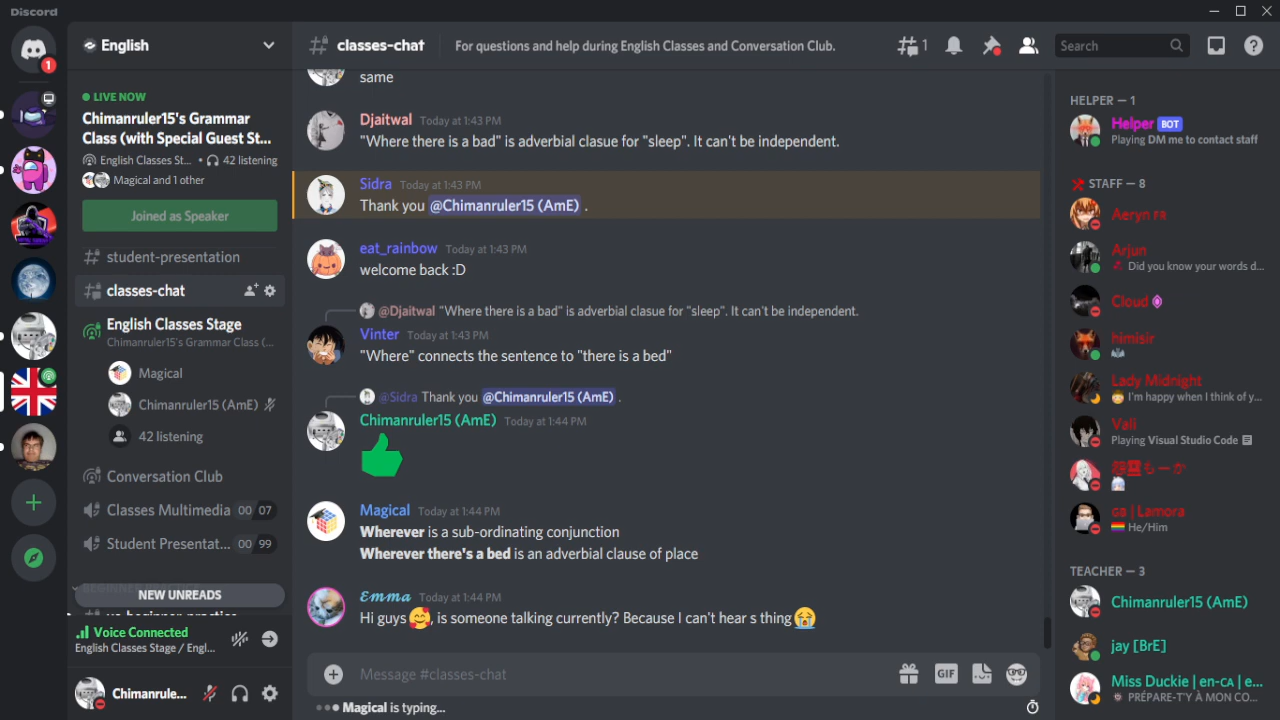 Discord
1
English
LIVE NOW
Chimanruler15's Grammar
Class (with Special Guest St...
English Classes St... • 42 listening
Magical and 1 other
Joined as Speaker
student-presentation
classes-chat
English Classes Stage
Chimanruler15's Grammar Class (...
Magical
Chimanruler15 (AmE)
42 listening
Conversation Club
Classes Multimedia 00 07
Student Presentat... 00 99
NEW UNREADS
Voice Connected
English Classes Stage / Engl...
Chimanrule...
classes-chat
For questions and help during English Classes and Conversation Club.
1
Search
same
Djaitwal Today at 1:43 PM
"Where there is a bad" is adverbial clasue for "sleep". It can't be independent.
Sidra Today at 1:43 PM
Thank you @Chimanruler15 (AmE) .
eat_rainbow Today at 1:43 PM
welcome back :D
@Djaitwal "Where there is a bad" is adverbial clasue for "sleep". It can't be independent.
Vinter Today at 1:43 PM
"Where" connects the sentence to "there is a bed"
@Sidra Thank you @Chimanruler15 (AmE) .
Chimanruler15 (AmE) Today at 1:44 PM
Magical Today at 1:44 PM
Wherever is a sub-ordinating conjunction
Wherever there's a bed is an adverbial clause of place
Emma Today at 1:44 PM
Hi guys🥰, is someone talking currently? Because I can't hear s thing😭
Message #classes-chat
GIF
Magical is typing...
HELPER — 1
Helper BOT
Playing DM me to contact staff
STAFF — 8
Aeryn FR
Arjun
Did you know your words d...
Cloud
himisir
Lady Midnight
I'm happy when I think of y...
Vali
Playing Visual Studio Code
もーか
GB | Lamora
He/Him
TEACHER — 3
Chimanruler15 (AmE)
jay [BrE]
Miss Duckie | en-CA | e...
PRÉPARE-T'Y À MON CO...